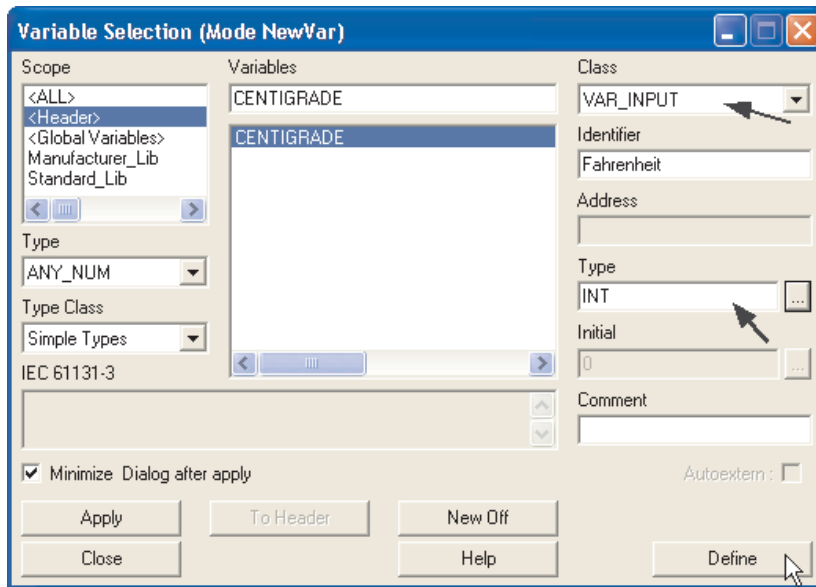 Variable Selection (Mode NewVar)
Scope
<ALL>
<Header>
<Global Variables>
Manufacturer_Lib
Standard_Lib
Type
ANY_NUM
Type Class
Simple Types
IEC 61131-3
Variables
CENTIGRADE
CENTIGRADE
Class
VAR_INPUT
Identifier
Fahrenheit
Address
Type
INT
...
Initial
0
...
Comment
Minimize Dialog after apply
Autoextern :
Apply
To Header
New Off
Close
Help
Define